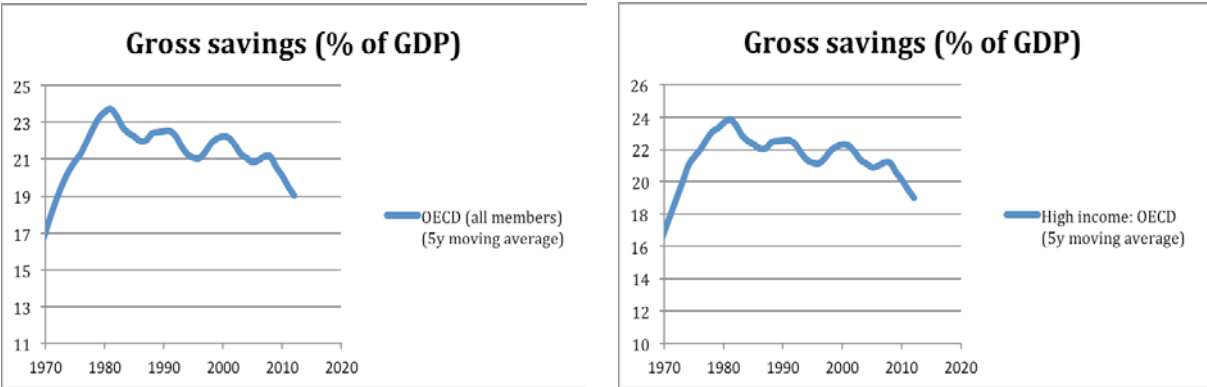 Gross savings (% of GDP)
25
23
21
19
17
15
13
11
1970 1980 1990 2000 2010 2020
OECD (all members)
(5y moving average)
Gross savings (% of GDP)
26
24
22
20
18
16
14
12
10
1970 1980 1990 2000 2010 2020
High income: OECD
(5y moving average)